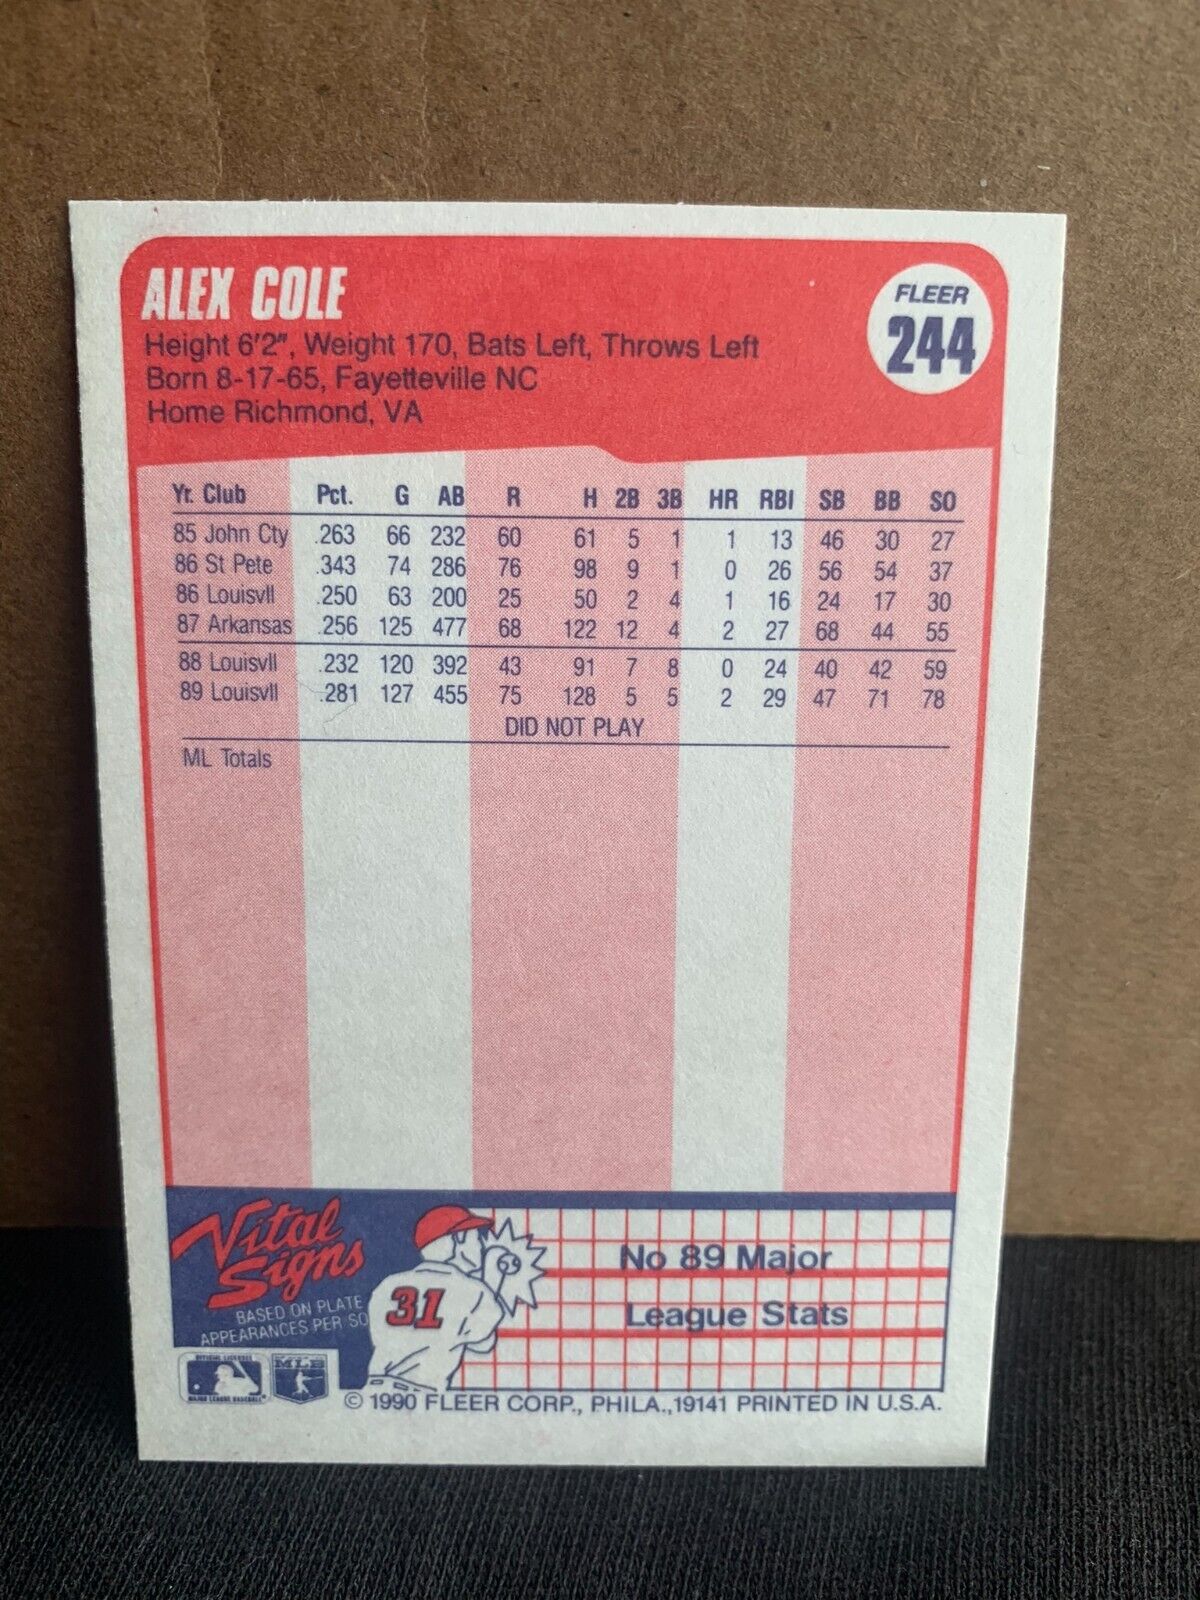 ALEX COLE
Height 6'2", Weight 170, Bats Left, Throws Left
Born 8-17-65, Fayetteville NC
Home Richmond, VA
FLEER
244
Yr. Club Pct. G AB R H 2B 3B HR RBI SB BB SO
85 John Cty .263 66 232 60 61 5 1 1 13 46 30 27
86 St Pete .343 74 286 76 98 9 1 0 26 56 54 37
86 Louisvll .250 63 200 25 50 2 4 1 16 24 17 30
87 Arkansas .256 125 477 68 122 12 4 2 27 68 44 55
88 Louisvll .232 120 392 43 91 7 8 0 24 40 42 59
89 Louisvll .281 127 455 75 128 5 5 2 29 47 71 78
DID NOT PLAY
ML Totals
Vital
Signs
BASED ON PLATE
APPEARANCES PER SO
31
No 89 Major
League Stats
OFFICIAL LICENSEE
MAJOR LEAGUE BASEBALL
MLB
© 1990 FLEER CORP., PHILA.,19141 PRINTED IN U.S.A.